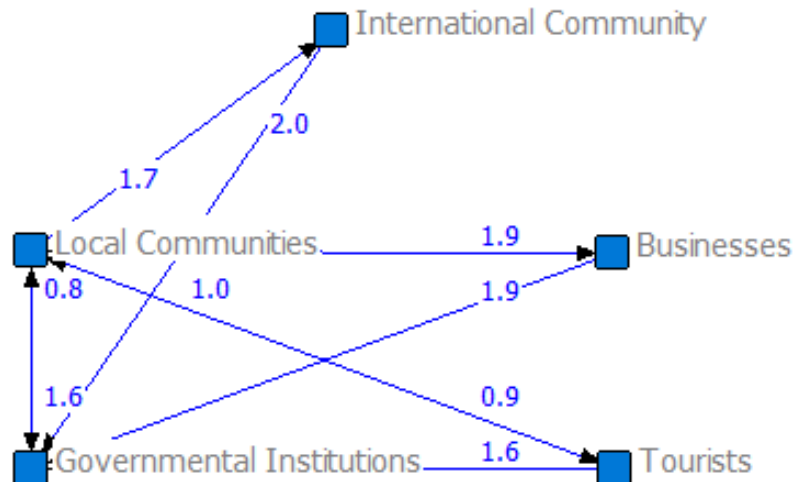 International Community
2.0
1.7
Local Communities 1.9 Businesses
0.8 1.0 1.9
1.6 0.9
Governmental Institutions 1.6 Tourists